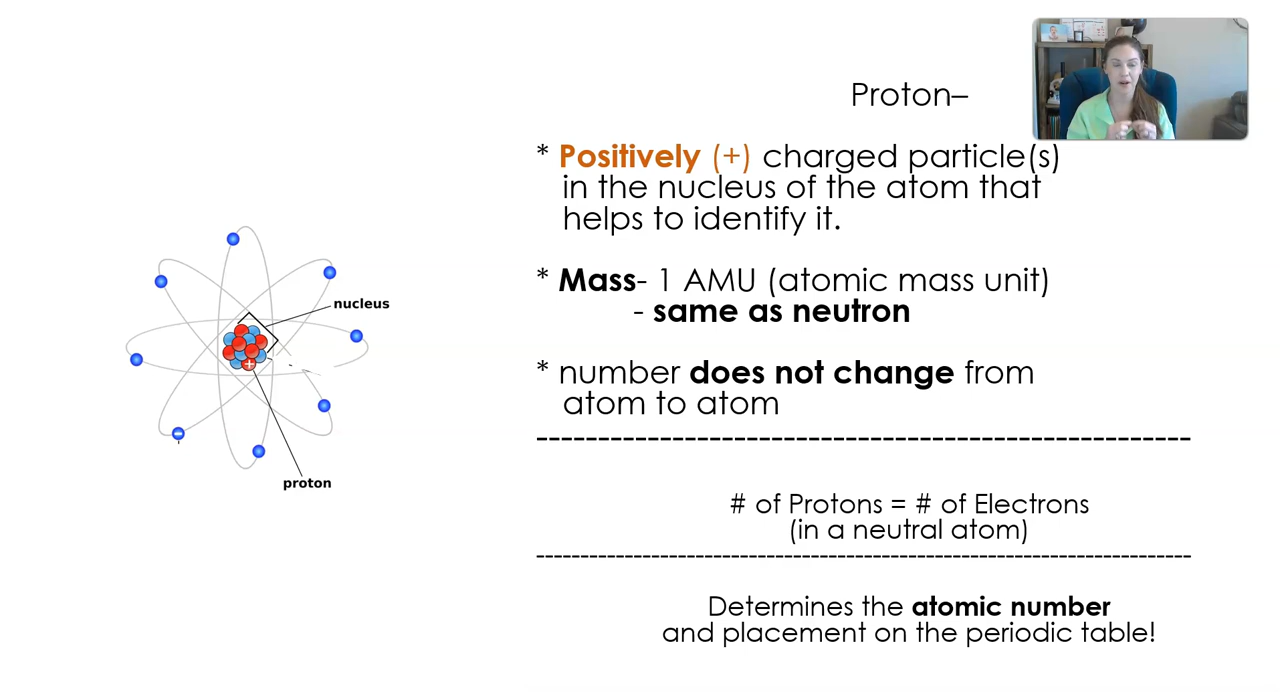 Proton–
* Positively (+) charged particle(s)
in the nucleus of the atom that
helps to identify it.
* Mass- 1 AMU (atomic mass unit)
- same as neutron
* number does not change from
atom to atom
# of Protons = # of Electrons
(in a neutral atom)
Determines the atomic number
and placement on the periodic table!
nucleus
+
proton